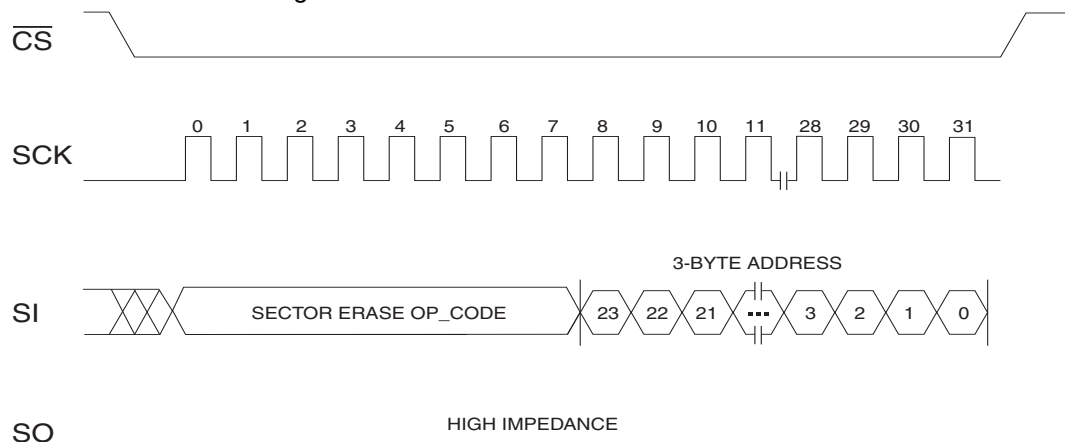 CS
0 1 2 3 4 5 6 7 8 9 10 11 28 29 30 31
SCK
3-BYTE ADDRESS
SI SECTOR ERASE OP_CODE 23 22 21 ... 3 2 1 0
HIGH IMPEDANCE
SO